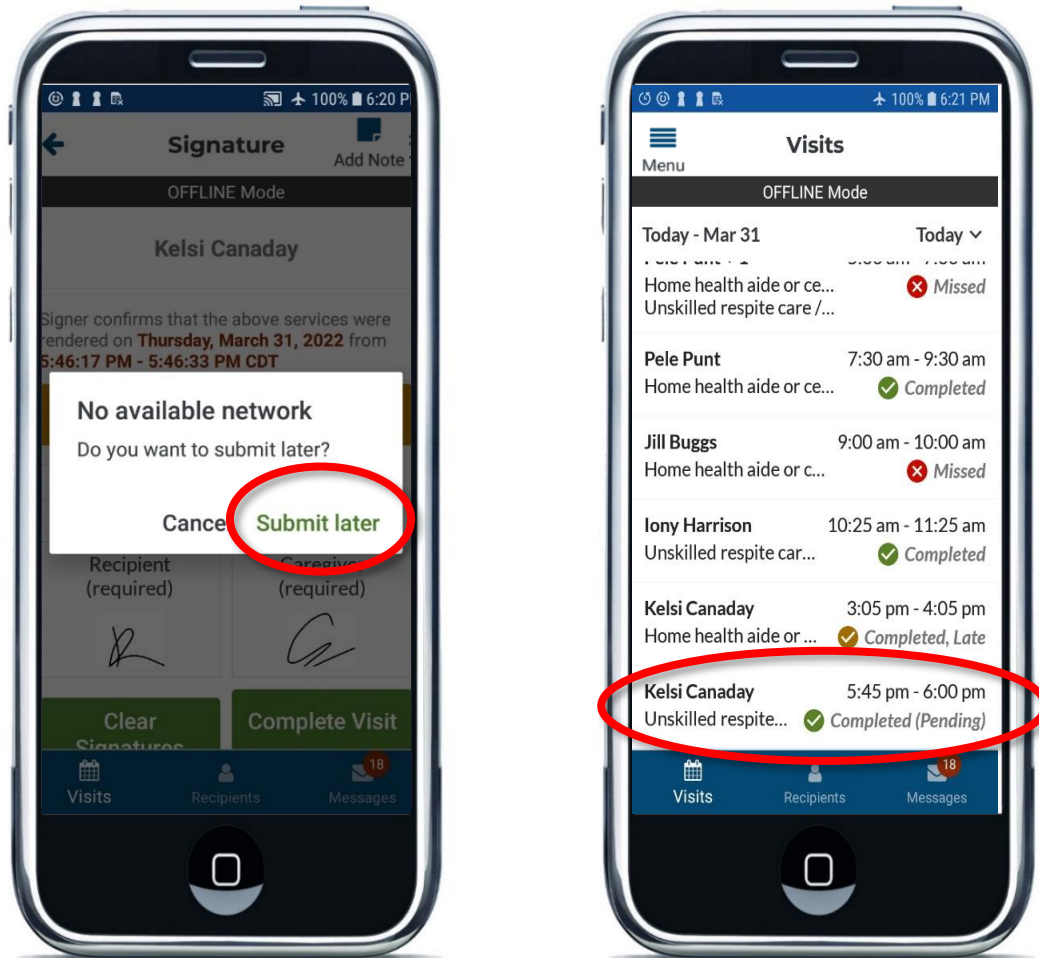 100% 6:20 P
Signature
Add Note
OFFLINE Mode
Kelsi Canaday
Signer confirms that the above services were
rendered on Thursday, March 31, 2022 from
5:46:17 PM - 5:46:33 PM CDT
No available network
Do you want to submit later?
Cance Submit later
Recipient
(required)
Caregiver
(required)
Clear
Signatures
Complete Visit
18
Visits Recipients Messages
100% 6:21 PM
Menu
Visits
OFFLINE Mode
Today - Mar 31 Today
Home health aide or ce... Missed
Unskilled respite care /...
Pele Punt 7:30 am - 9:30 am
Home health aide or ce... Completed
Jill Buggs 9:00 am - 10:00 am
Home health aide or c... Missed
Iony Harrison 10:25 am - 11:25 am
Unskilled respite car... Completed
Kelsi Canaday 3:05 pm - 4:05 pm
Home health aide or ... Completed, Late
Kelsi Canaday 5:45 pm - 6:00 pm
Unskilled respite... Completed (Pending)
18
Visits Recipients Messages